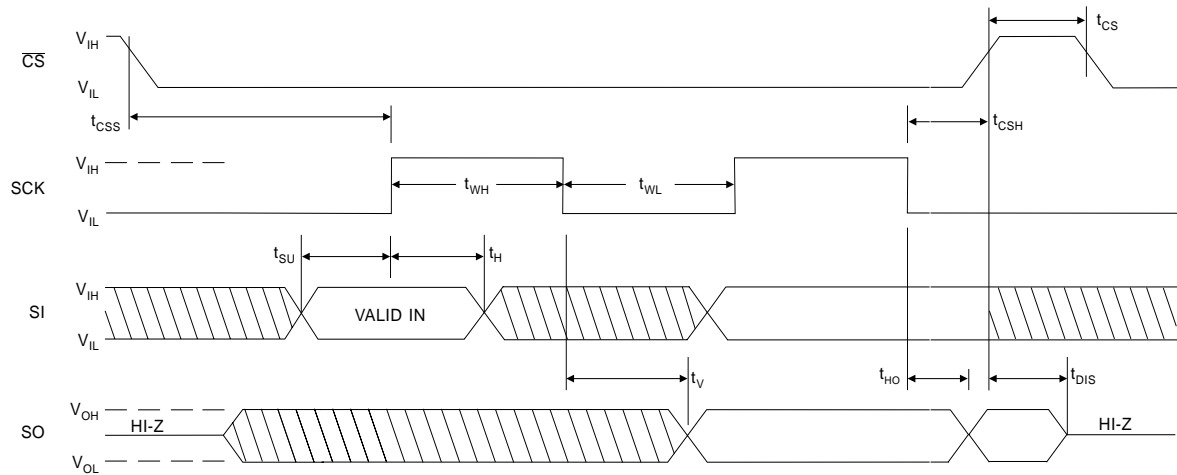 V_IH
t_CS
CS
V_IL
t_CSS
t_CSH
V_IH
SCK
t_WH
t_WL
V_IL
t_SU
t_H
V_IH
SI
VALID IN
V_IL
t_V
t_HO
t_DIS
V_OH
SO
HI-Z
HI-Z
V_OL